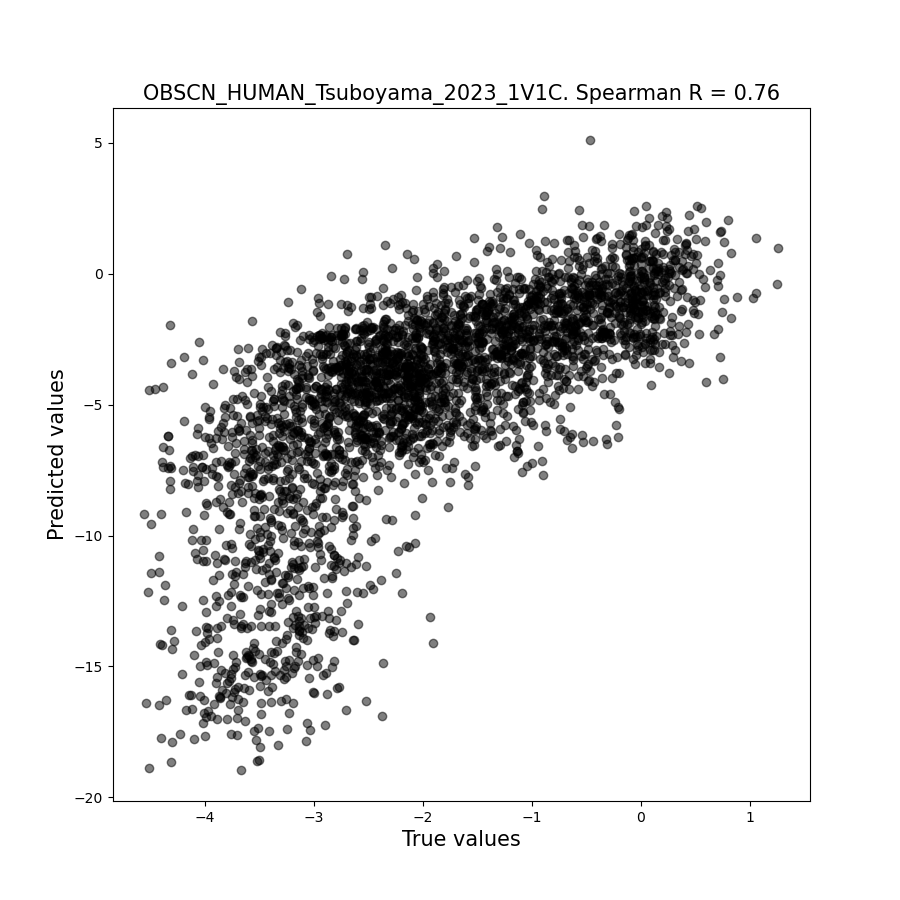 OBSCN_HUMAN_Tsuboyama_2023_1V1C. Spearman R = 0.76
5
0
−5
−10
−15
−20
Predicted values
−4 −3 −2 −1 0 1
True values